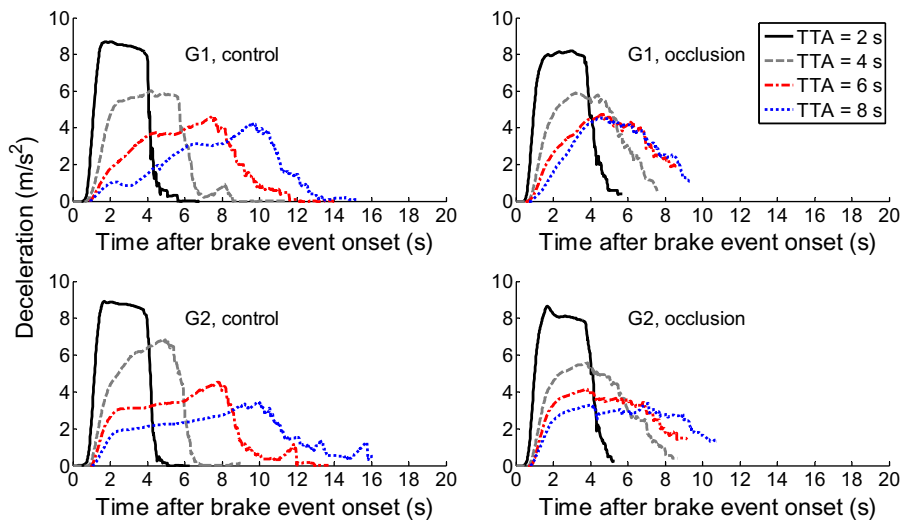 10
8
6
4
2
0
0 2 4 6 8 10 12 14 16 18 20
Time after brake event onset (s)
G1, control
0 2 4 6 8 10 12 14 16 18 20
Time after brake event onset (s)
G1, occlusion
TTA = 2 s
TTA = 4 s
TTA = 6 s
TTA = 8 s
Deceleration (m/s²)
10
8
6
4
2
0
0 2 4 6 8 10 12 14 16 18 20
Time after brake event onset (s)
G2, control
10
8
6
4
2
0
0 2 4 6 8 10 12 14 16 18 20
Time after brake event onset (s)
G2, occlusion
10
8
6
4
2
0